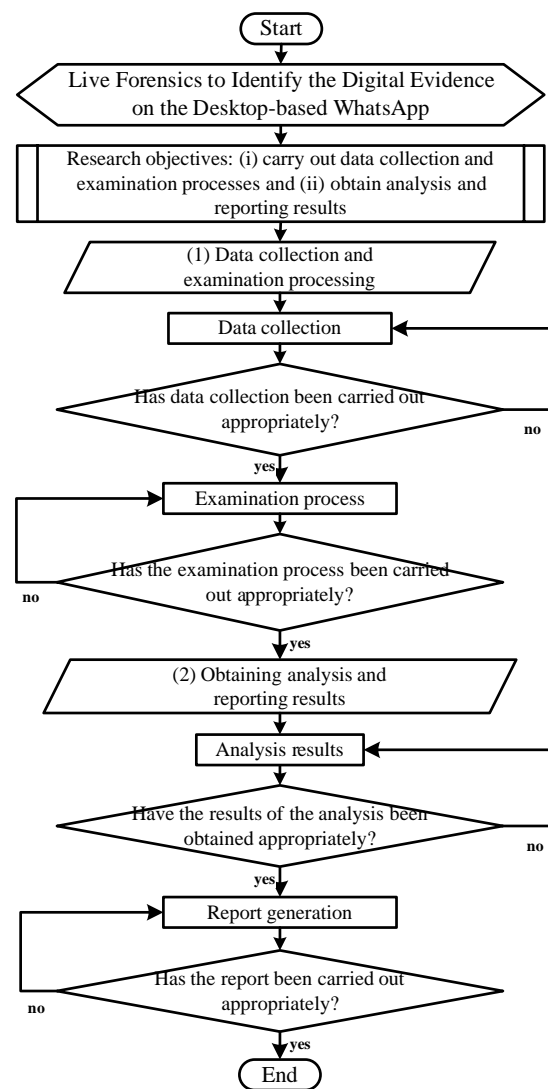 Start
Live Forensics to Identify the Digital Evidence
on the Desktop-based WhatsApp
Research objectives: (i) carry out data collection and
examination processes and (ii) obtain analysis and
reporting results
(1) Data collection and
examination processing
Data collection
Has data collection been carried out
appropriately?
no
yes
Examination process
Has the examination process been carried
out appropriately?
no
yes
(2) Obtaining analysis and
reporting results
Analysis results
Have the results of the analysis been
obtained appropriately?
no
yes
Report generation
Has the report been carried out
appropriately?
no
yes
End